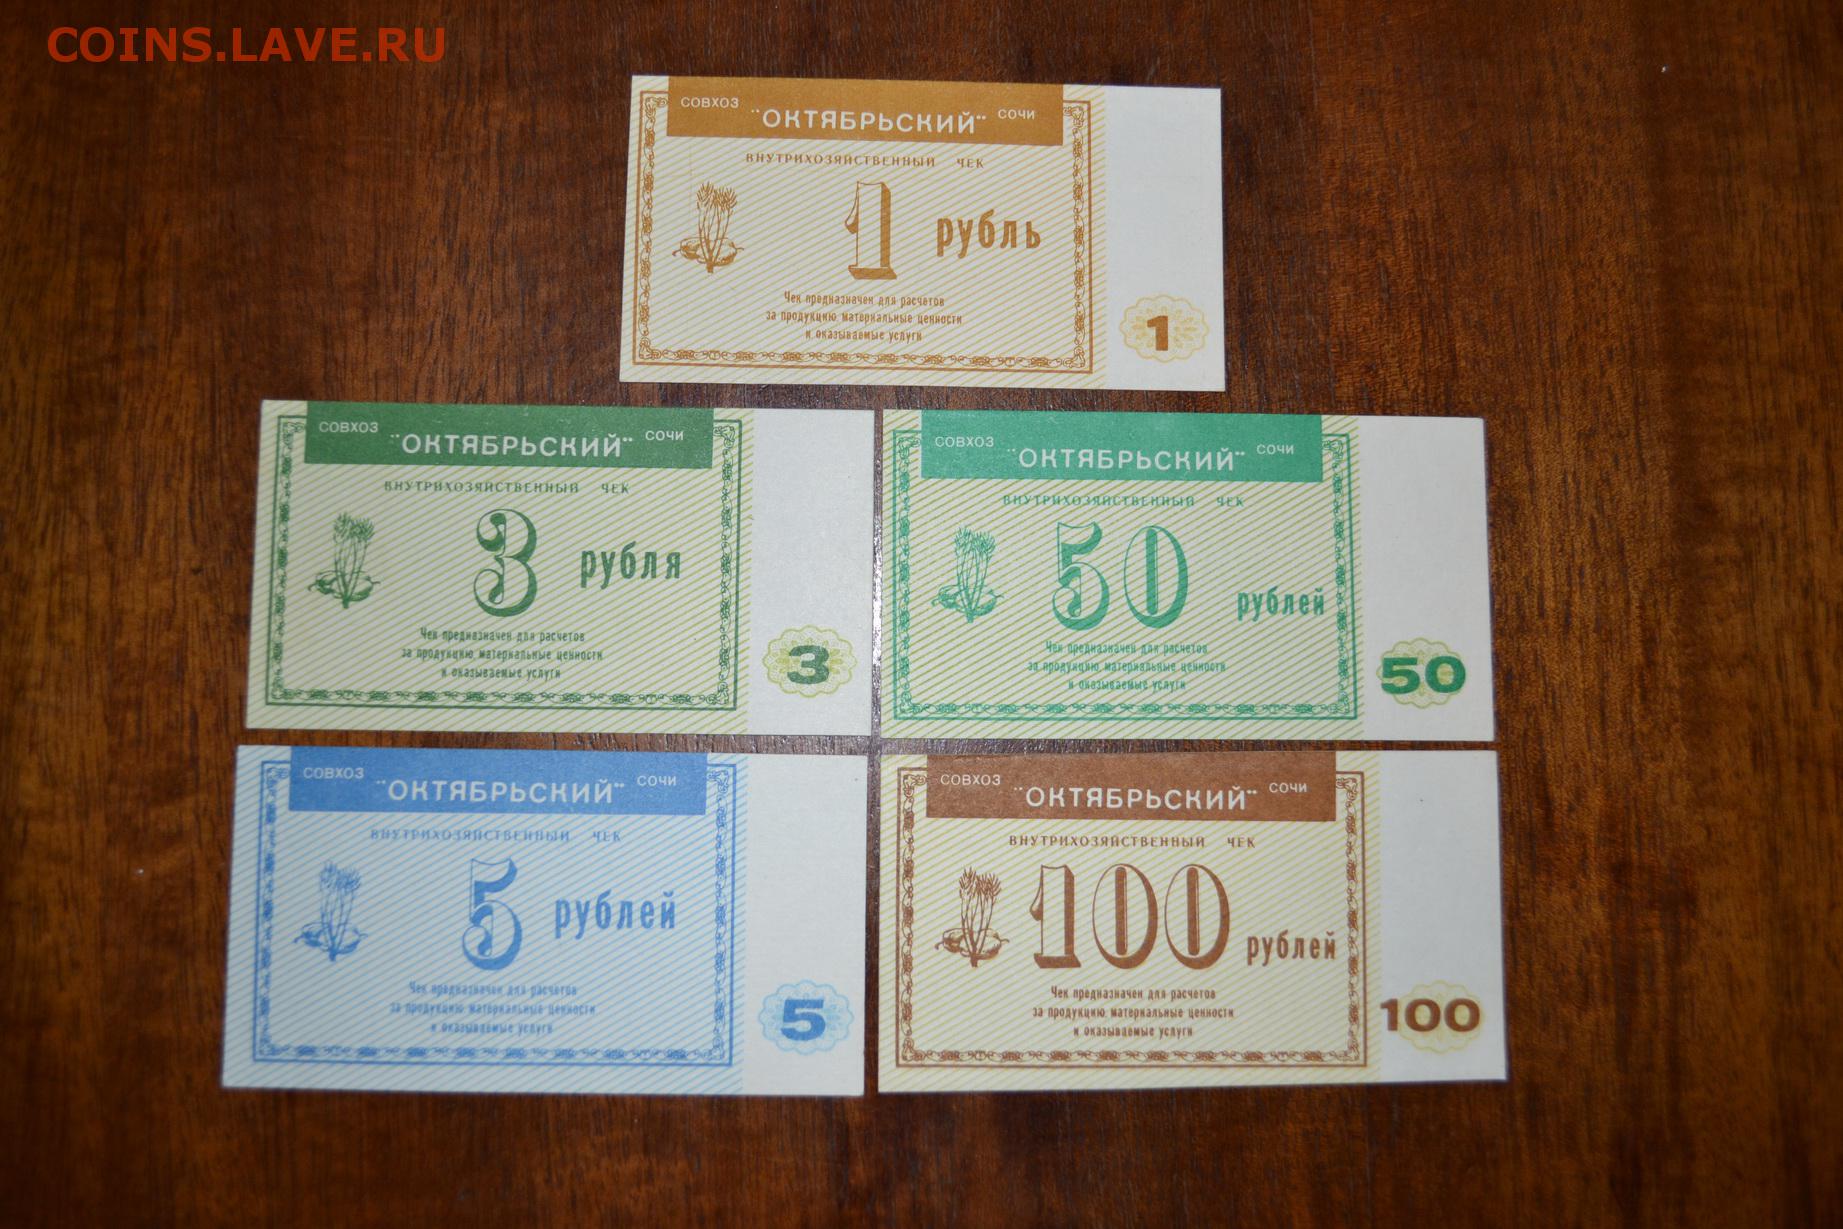 COINS.LAVE.RU
СОВХОЗ "ОКТЯБРЬСКИЙ" СОЧИ
ВНУТРИХОЗЯЙСТВЕННЫЙ ЧЕК
1 рубль
Чек предназначен для расчетов
за продукцию, материальные ценности
и оказываемые услуги
1
СОВХОЗ "ОКТЯБРЬСКИЙ" СОЧИ
ВНУТРИХОЗЯЙСТВЕННЫЙ ЧЕК
3 рубля
Чек предназначен для расчетов
за продукцию, материальные ценности
и оказываемые услуги
3
СОВХОЗ "ОКТЯБРЬСКИЙ" СОЧИ
ВНУТРИХОЗЯЙСТВЕННЫЙ ЧЕК
50 рублей
Чек предназначен для расчетов
за продукцию, материальные ценности
и оказываемые услуги
50
СОВХОЗ "ОКТЯБРЬСКИЙ" СОЧИ
ВНУТРИХОЗЯЙСТВЕННЫЙ ЧЕК
5 рублей
Чек предназначен для расчетов
за продукцию, материальные ценности
и оказываемые услуги
5
СОВХОЗ "ОКТЯБРЬСКИЙ" СОЧИ
ВНУТРИХОЗЯЙСТВЕННЫЙ ЧЕК
100 рублей
Чек предназначен для расчетов
за продукцию, материальные ценности
и оказываемые услуги
100